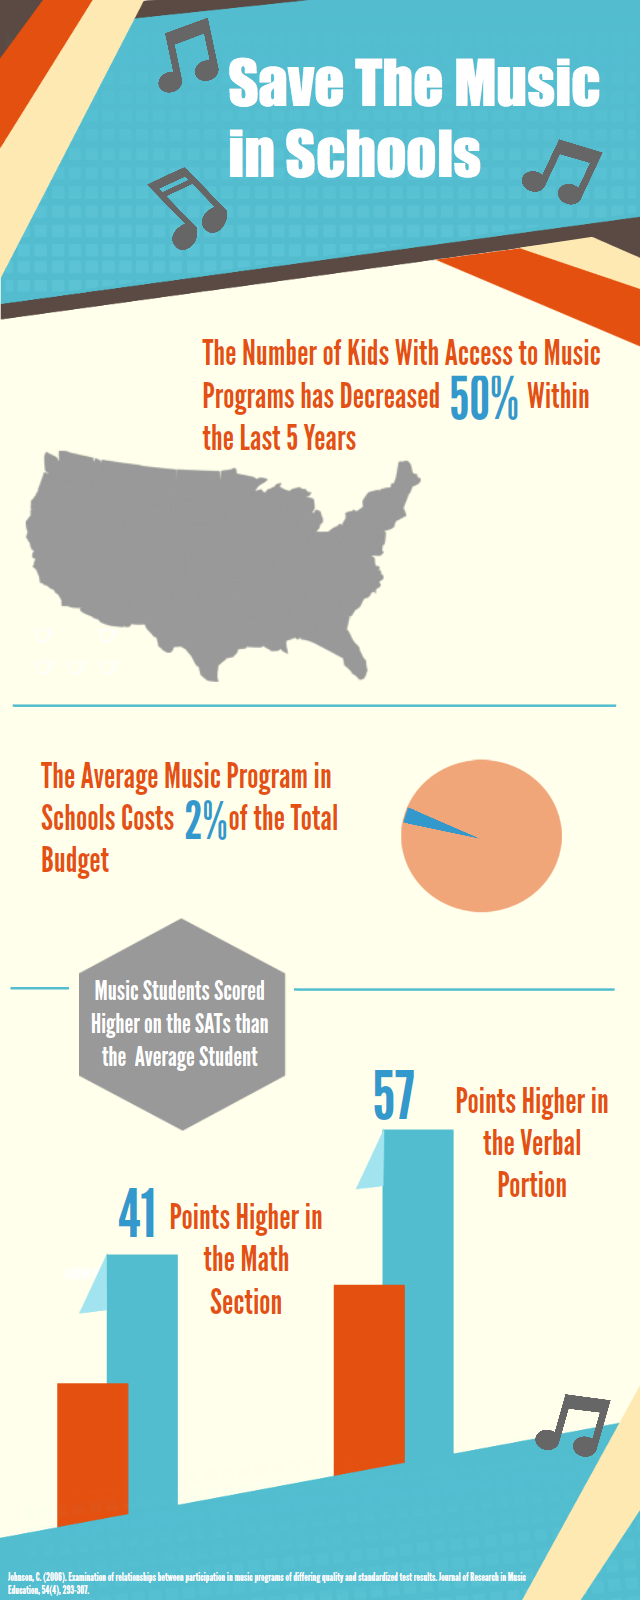 Save The Music
in Schools
The Number of Kids With Access to Music
Programs has Decreased 50% Within
the Last 5 Years
The Average Music Program in
Schools Costs 2% of the Total
Budget
Music Students Scored
Higher on the SATs than
the Average Student
57 Points Higher in
the Verbal
Portion
41 Points Higher in
the Math
Section
Johnson, C. (2006). Examination of relationships between participation in music programs of differing quality and standardized test results. Journal of Research in Music
Education, 54(4), 293-307.